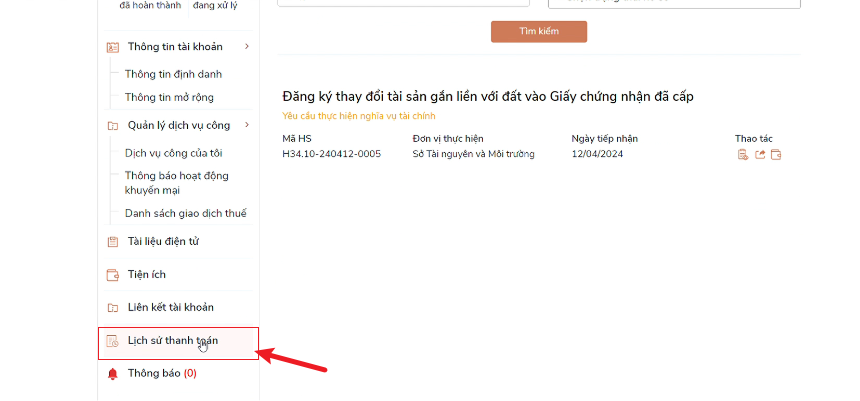 đã hoàn thành
đang xử lý
Thông tin tài khoản
Thông tin định danh
Thông tin mở rộng
Quản lý dịch vụ công
Dịch vụ công của tôi
Thông báo hoạt động
khuyến mại
Danh sách giao dịch thuế
Tài liệu điện tử
Tiện ích
Liên kết tài khoản
Lịch sử thanh toán
Thông báo (0)
Tìm kiếm
Đăng ký thay đổi tài sản gắn liền với đất vào Giấy chứng nhận đã cấp
Yêu cầu thực hiện nghĩa vụ tài chính
Mã HS Đơn vị thực hiện Ngày tiếp nhận Thao tác
H34.10-240412-0005 Sở Tài nguyên và Môi trường 12/04/2024